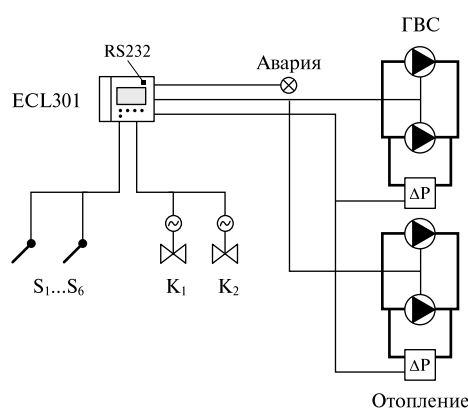 ГВС
RS232
Авария
ECL301
ΔP
S₁...S₆
K₁
K₂
ΔP
Отопление